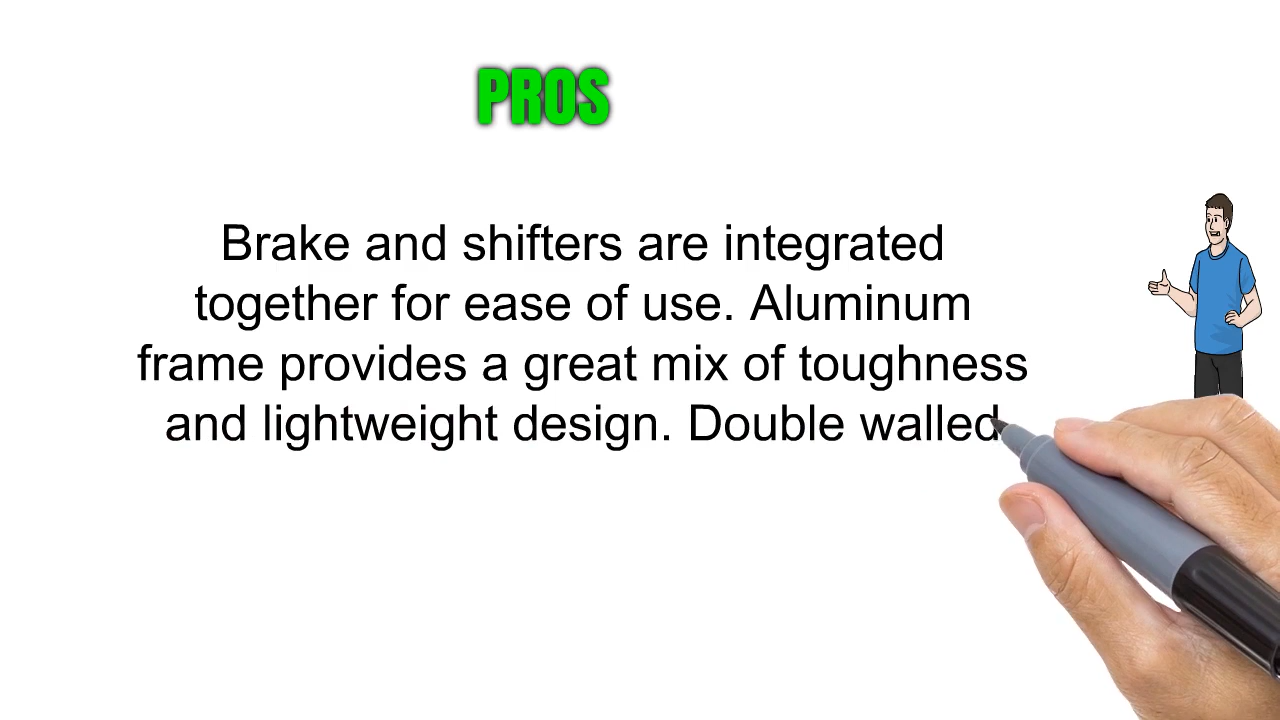 PROS
Brake and shifters are integrated
together for ease of use. Aluminum
frame provides a great mix of toughness
and lightweight design. Double walled